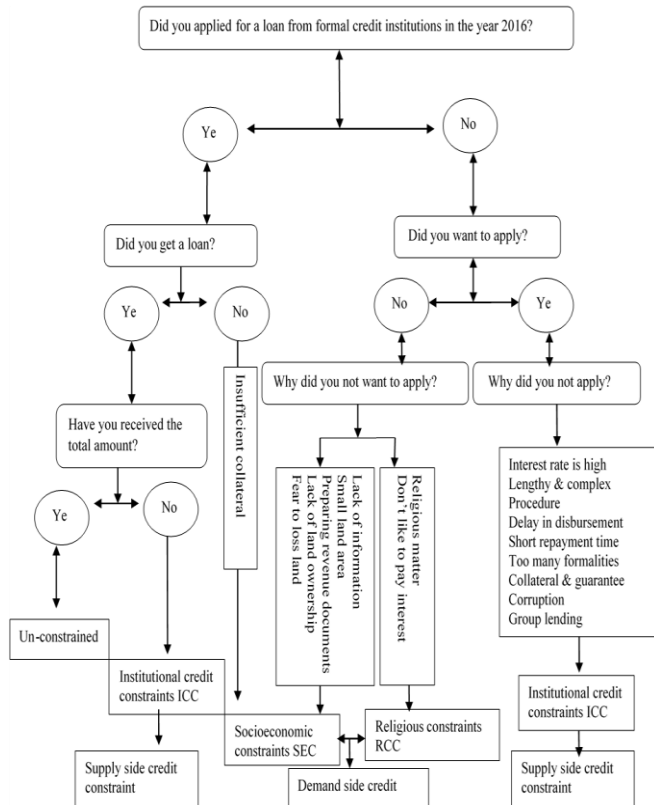 Did you applied for a loan from formal credit institutions in the year 2016?
Ye
No
Did you get a loan?
Did you want to apply?
Ye
No
No
Ye
Insufficient collateral
Why did you not want to apply?
Why did you not apply?
Have you received the
total amount?
Lack of information
Small land area
Preparing revenue documents
Lack of land ownership
Fear to loss land
Religious matter
Don't like to pay interest
Interest rate is high
Lengthy & complex
Procedure
Delay in disbursement
Short repayment time
Too many formalities
Collateral & guarantee
Corruption
Group lending
Ye
No
Un-constrained
Institutional credit
constraints ICC
Socioeconomic
constraints SEC
Religious constraints
RCC
Institutional credit
constraints ICC
Supply side credit
constraint
Demand side credit
Supply side credit
constraint